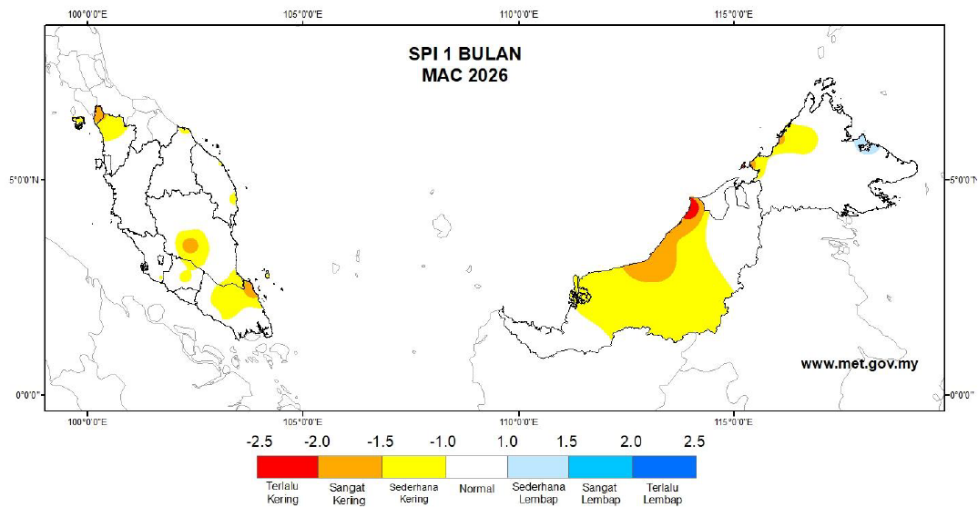 100°0'0"E 105°0'0"E 110°0'0"E 115°0'0"E
SPI 1 BULAN
MAC 2026
5°0'0"N 5°0'0"N
www.met.gov.my
0°0'0"N 0°0'0"N
100°0'0"E 105°0'0"E 110°0'0"E 115°0'0"E
-2.5 -2.0 -1.5 -1.0 1.0 1.5 2.0 2.5
Terlalu Kering
Sangat Kering
Sederhana Kering
Normal
Sederhana Lembap
Sangat Lembap
Terlalu Lembap